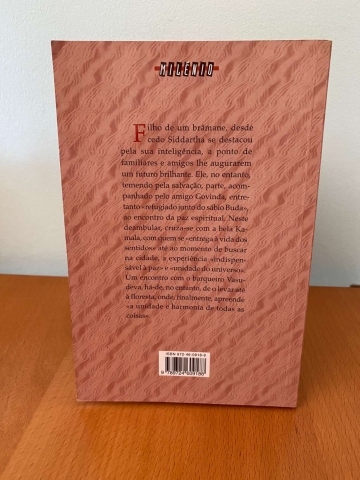 MILÉNIO
Filho de um brâmane, desde
cedo Siddartha se destacou
pela sua inteligência, a ponto de
familiares e amigos lhe augurarem
um futuro brilhante. Ele, no entanto,
temendo pela salvação, parte, acom-
panhado pelo amigo Govinda, entre-
tanto «refugiado junto do sábio Buda»,
no encontro da paz espiritual. Neste
deambular, cruza-se com a bela Ka-
mala, com quem se «entrega à vida dos
sentidos» até ao momento de buscar
na cidade, a experiência «indispen-
sável à paz» e «unidade do universo».
Um encontro com o barqueiro Vasu-
deva, há-de, no entanto, de o levar até
à floresta, onde, finalmente, aprende
«a unidade e harmonia de todas as
coisas».